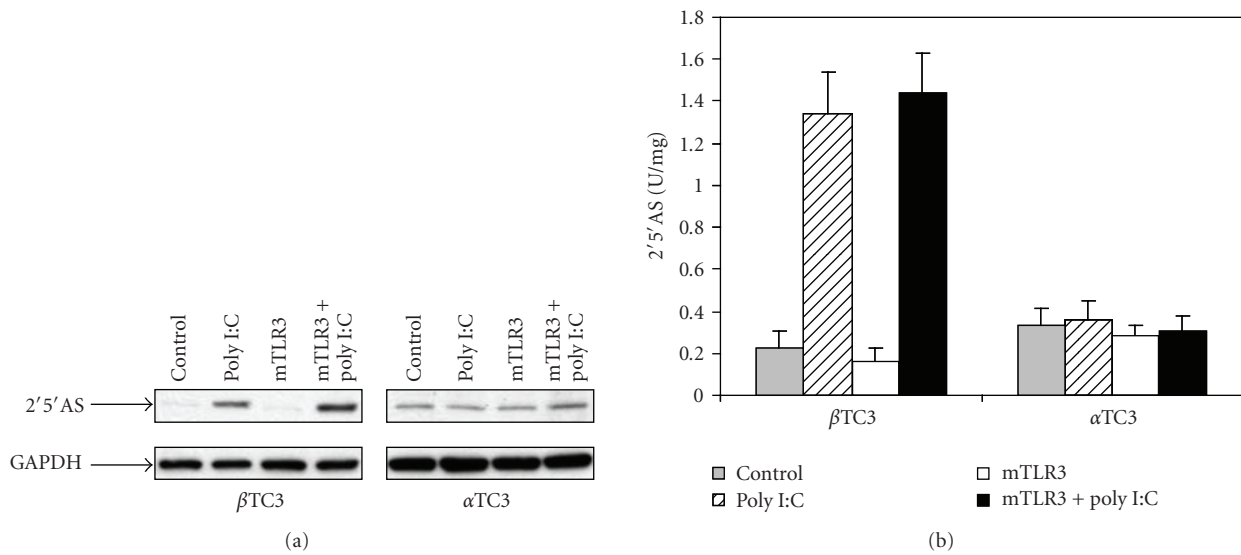 Control
Poly I:C
mTLR3
mTLR3 +
poly I:C
Control
Poly I:C
mTLR3
mTLR3 +
poly I:C
2′5′AS
GAPDH
βTC3
αTC3
(a)
2′5′AS (U/mg)
1.8
1.6
1.4
1.2
1
0.8
0.6
0.4
0.2
0
βTC3
αTC3
Control
mTLR3
Poly I:C
mTLR3 + poly I:C
(b)